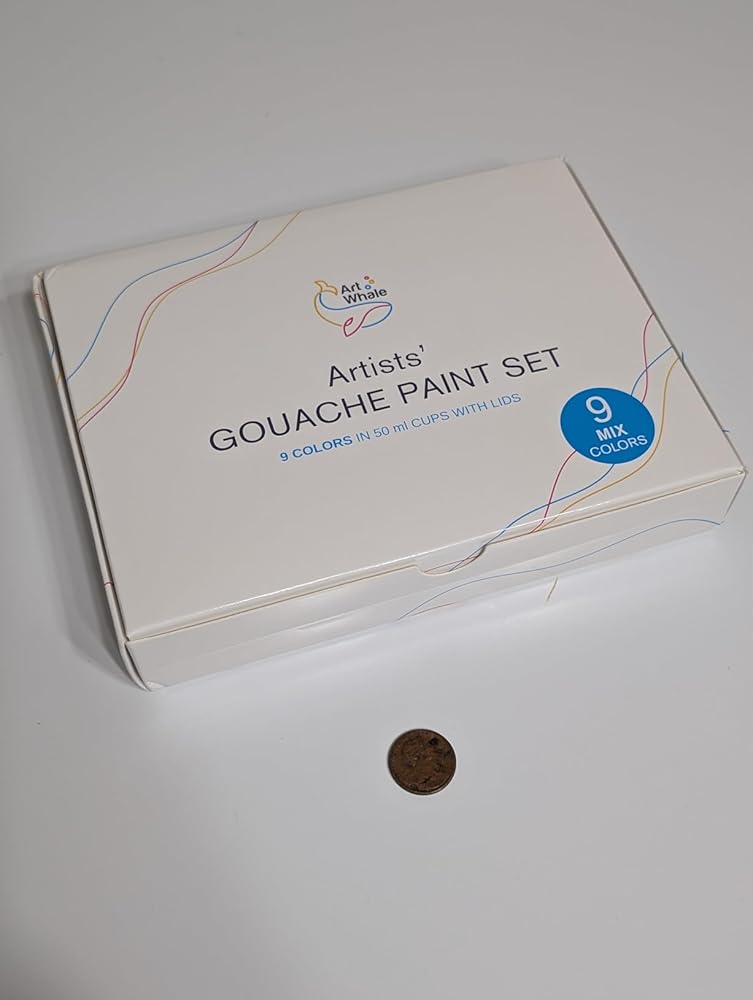 Art
Whale
Artists’
GOUACHE PAINT SET
9 COLORS IN 50 ml CUPS WITH LIDS
9
MIX
COLORS